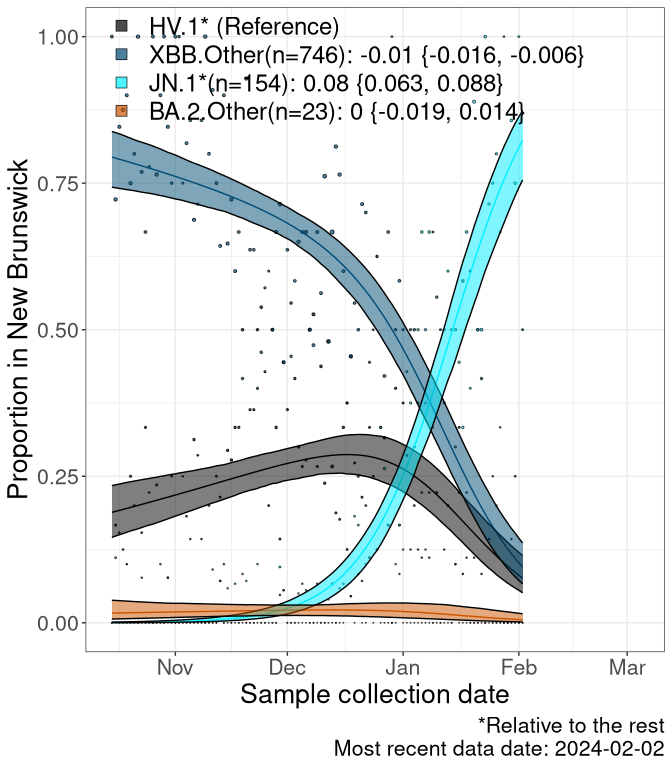 HV.1* (Reference)
XBB.Other(n=746): -0.01 {-0.016, -0.006}
JN.1*(n=154): 0.08 {0.063, 0.088}
BA.2.Other(n=23): 0 {-0.019, 0.014}
1.00
0.75
0.50
0.25
0.00
Proportion in New Brunswick
Nov Dec Jan Feb Mar
Sample collection date
*Relative to the rest
Most recent data date: 2024-02-02